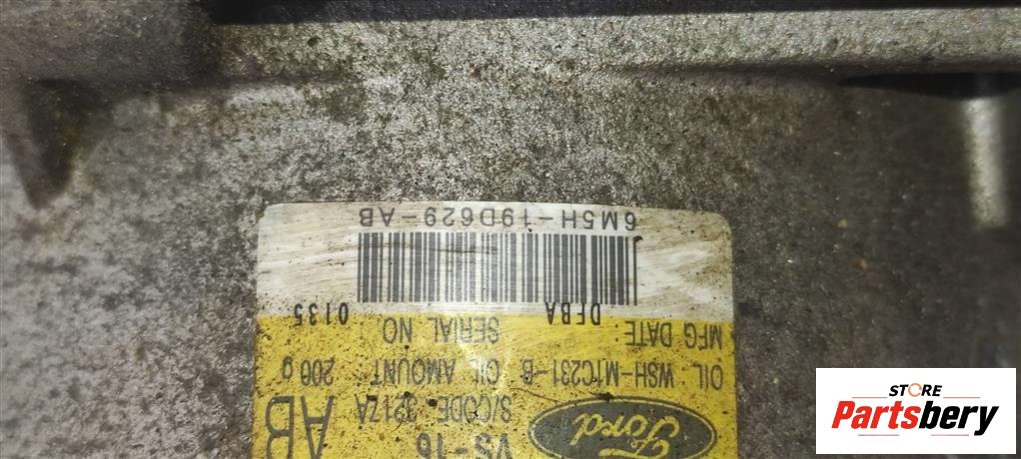 VS-16
AB
Ford
S/CODE 3217A
OIL WSH-M1C231-B OIL AMOUNT: 200 g
MFG DATE: SERIAL NO.
DFBA 0135
6M5H-19D629-AB
STORE
Partsbery